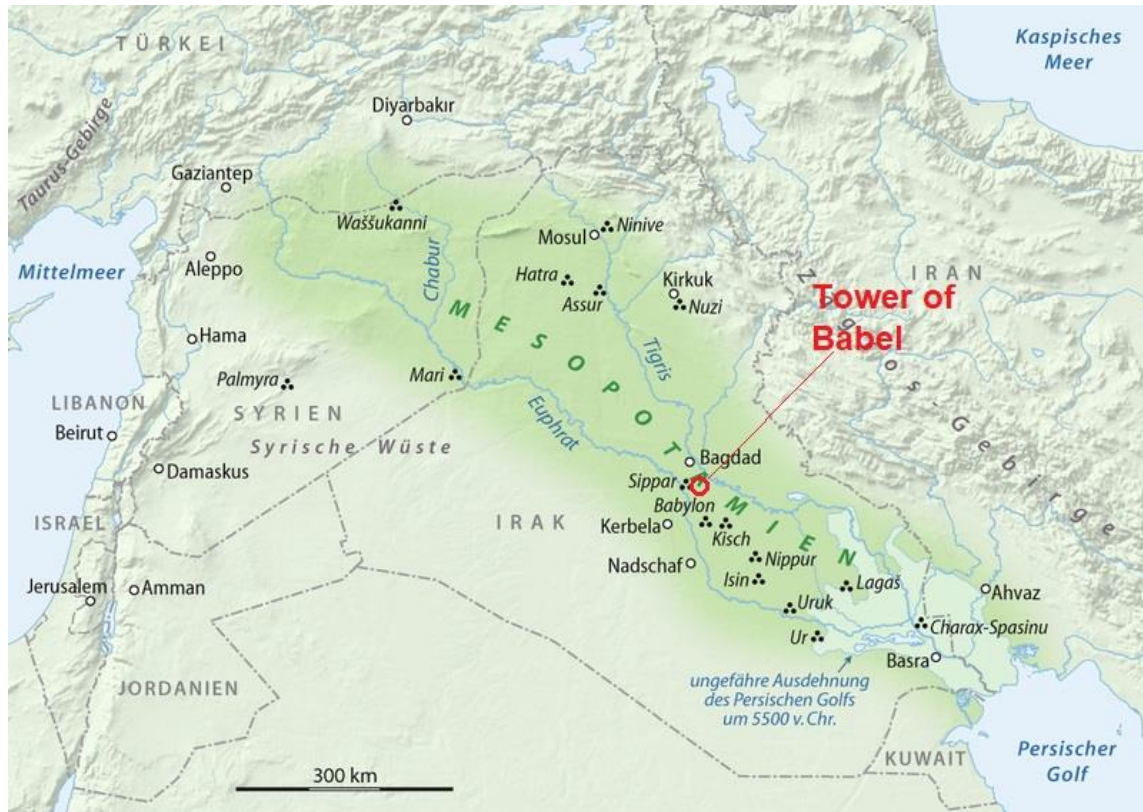 TÜRKEI
Kaspisches
Meer
Diyarbakır
Taurus-Gebirge
Gaziantep
Waššukanni
Ninive
Mosul
Mittelmeer
Aleppo
Chabur
Hatra
Assur
Kirkuk
Nuzi
IRAN
Zagros-Gebirge
Tower of
Babel
MESOPOTAMIEN
Hama
Tigris
Palmyra
Mari
Euphrat
LIBANON
SYRIEN
Beirut
Syrische Wüste
Bagdad
Damaskus
Sippar
Babylon
ISRAEL
IRAK
Kerbela
Kisch
Nadschaf
Nippur
Isin
Lagaš
Jerusalem
Amman
Ahvaz
Uruk
Charax-Spasinu
Ur
Basra
ungefähre Ausdehnung
des Persischen Golfs
um 5500 v. Chr.
JORDANIEN
KUWAIT
Persischer
Golf
300 km